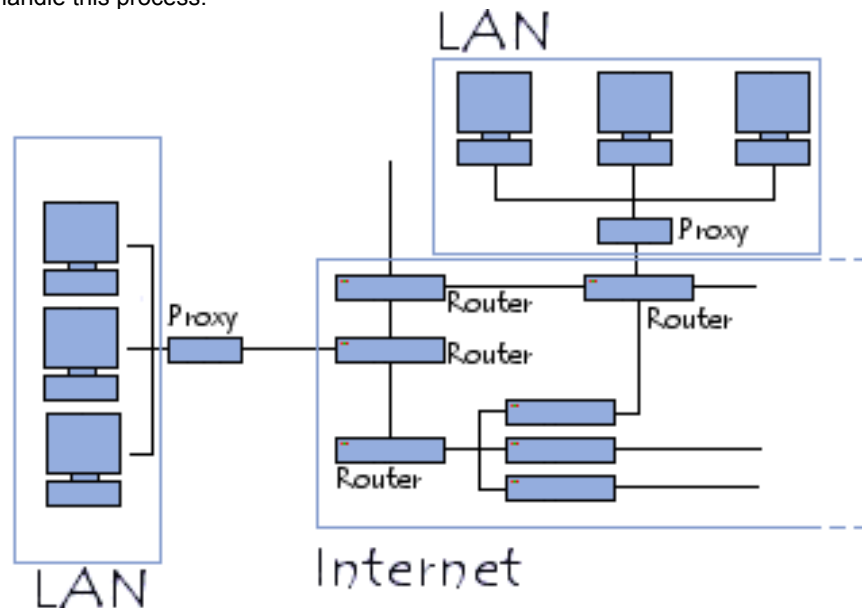 handle this process.
LAN
Proxy
Router
Router
Proxy
Router
Router
Internet
LAN